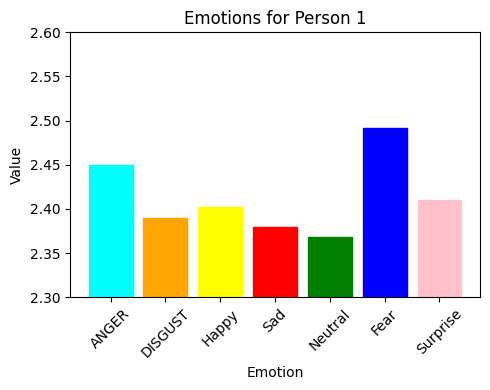 Emotions for Person 1
2.60
2.55
2.50
2.45
2.40
2.35
2.30
Value
ANGER
DISGUST
Happy
Sad
Neutral
Fear
Surprise
Emotion